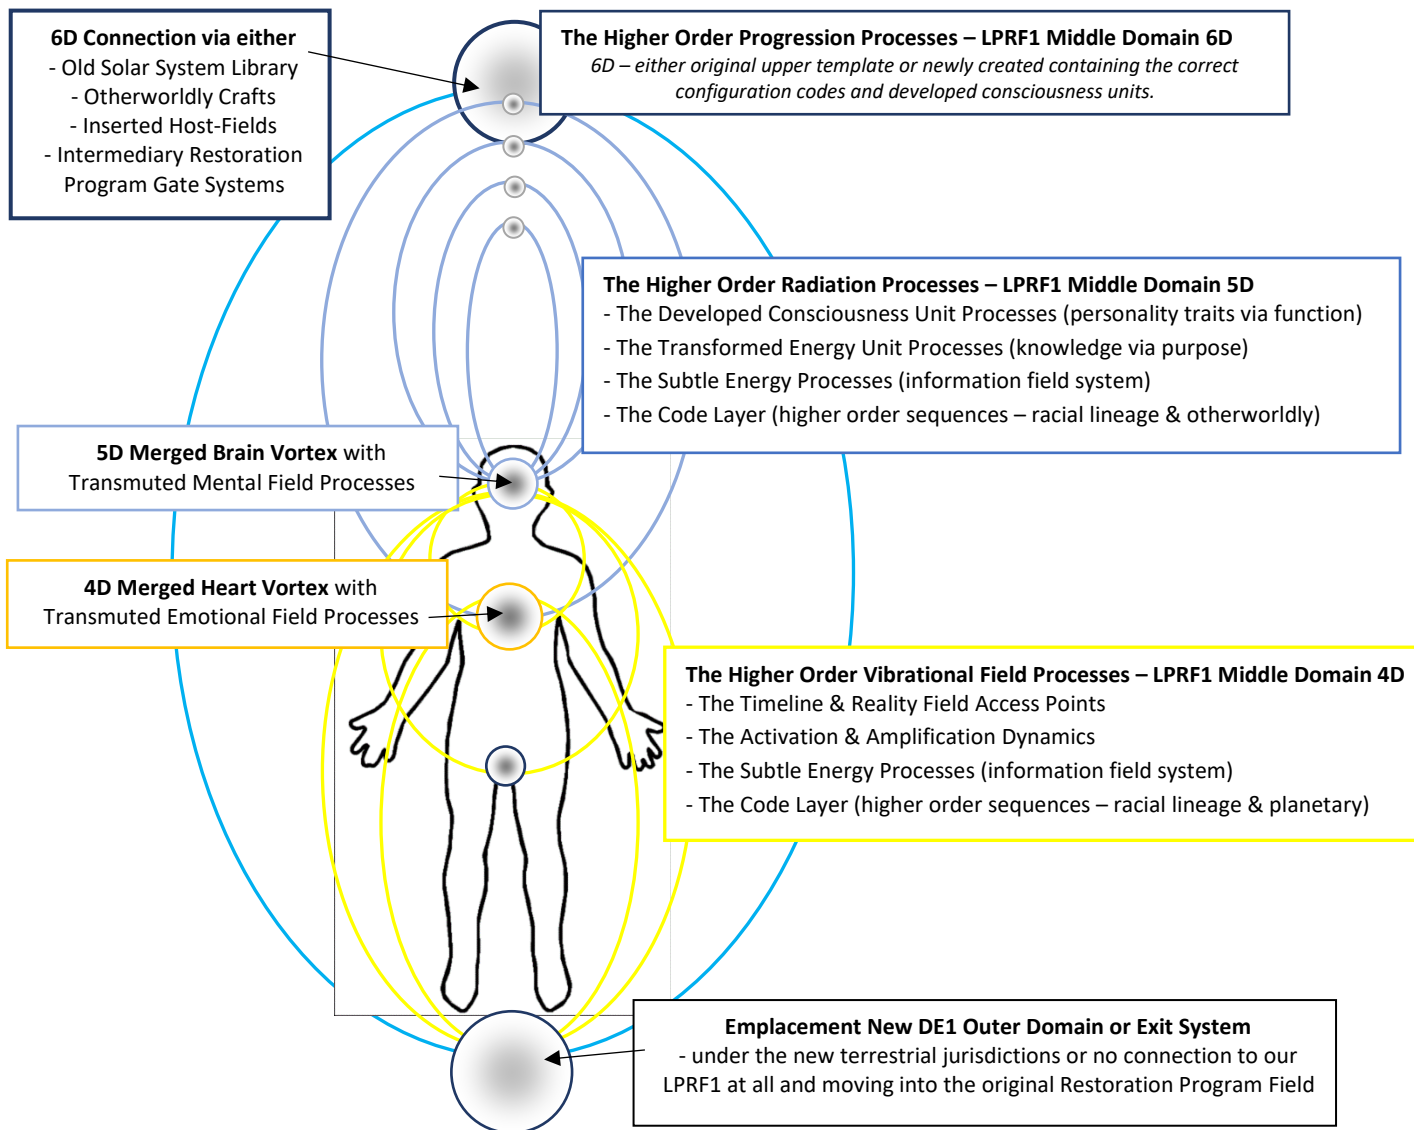 6D Connection via either
- Old Solar System Library
- Otherworldly Crafts
- Inserted Host-Fields
- Intermediary Restoration
Program Gate Systems
The Higher Order Progression Processes – LPRF1 Middle Domain 6D
6D – either original upper template or newly created containing the correct
configuration codes and developed consciousness units.
The Higher Order Radiation Processes – LPRF1 Middle Domain 5D
- The Developed Consciousness Unit Processes (personality traits via function)
- The Transformed Energy Unit Processes (knowledge via purpose)
- The Subtle Energy Processes (information field system)
- The Code Layer (higher order sequences – racial lineage & otherworldly)
5D Merged Brain Vortex with
Transmuted Mental Field Processes
4D Merged Heart Vortex with
Transmuted Emotional Field Processes
The Higher Order Vibrational Field Processes – LPRF1 Middle Domain 4D
- The Timeline & Reality Field Access Points
- The Activation & Amplification Dynamics
- The Subtle Energy Processes (information field system)
- The Code Layer (higher order sequences – racial lineage & planetary)
Emplacement New DE1 Outer Domain or Exit System
- under the new terrestrial jurisdictions or no connection to our
LPRF1 at all and moving into the original Restoration Program Field